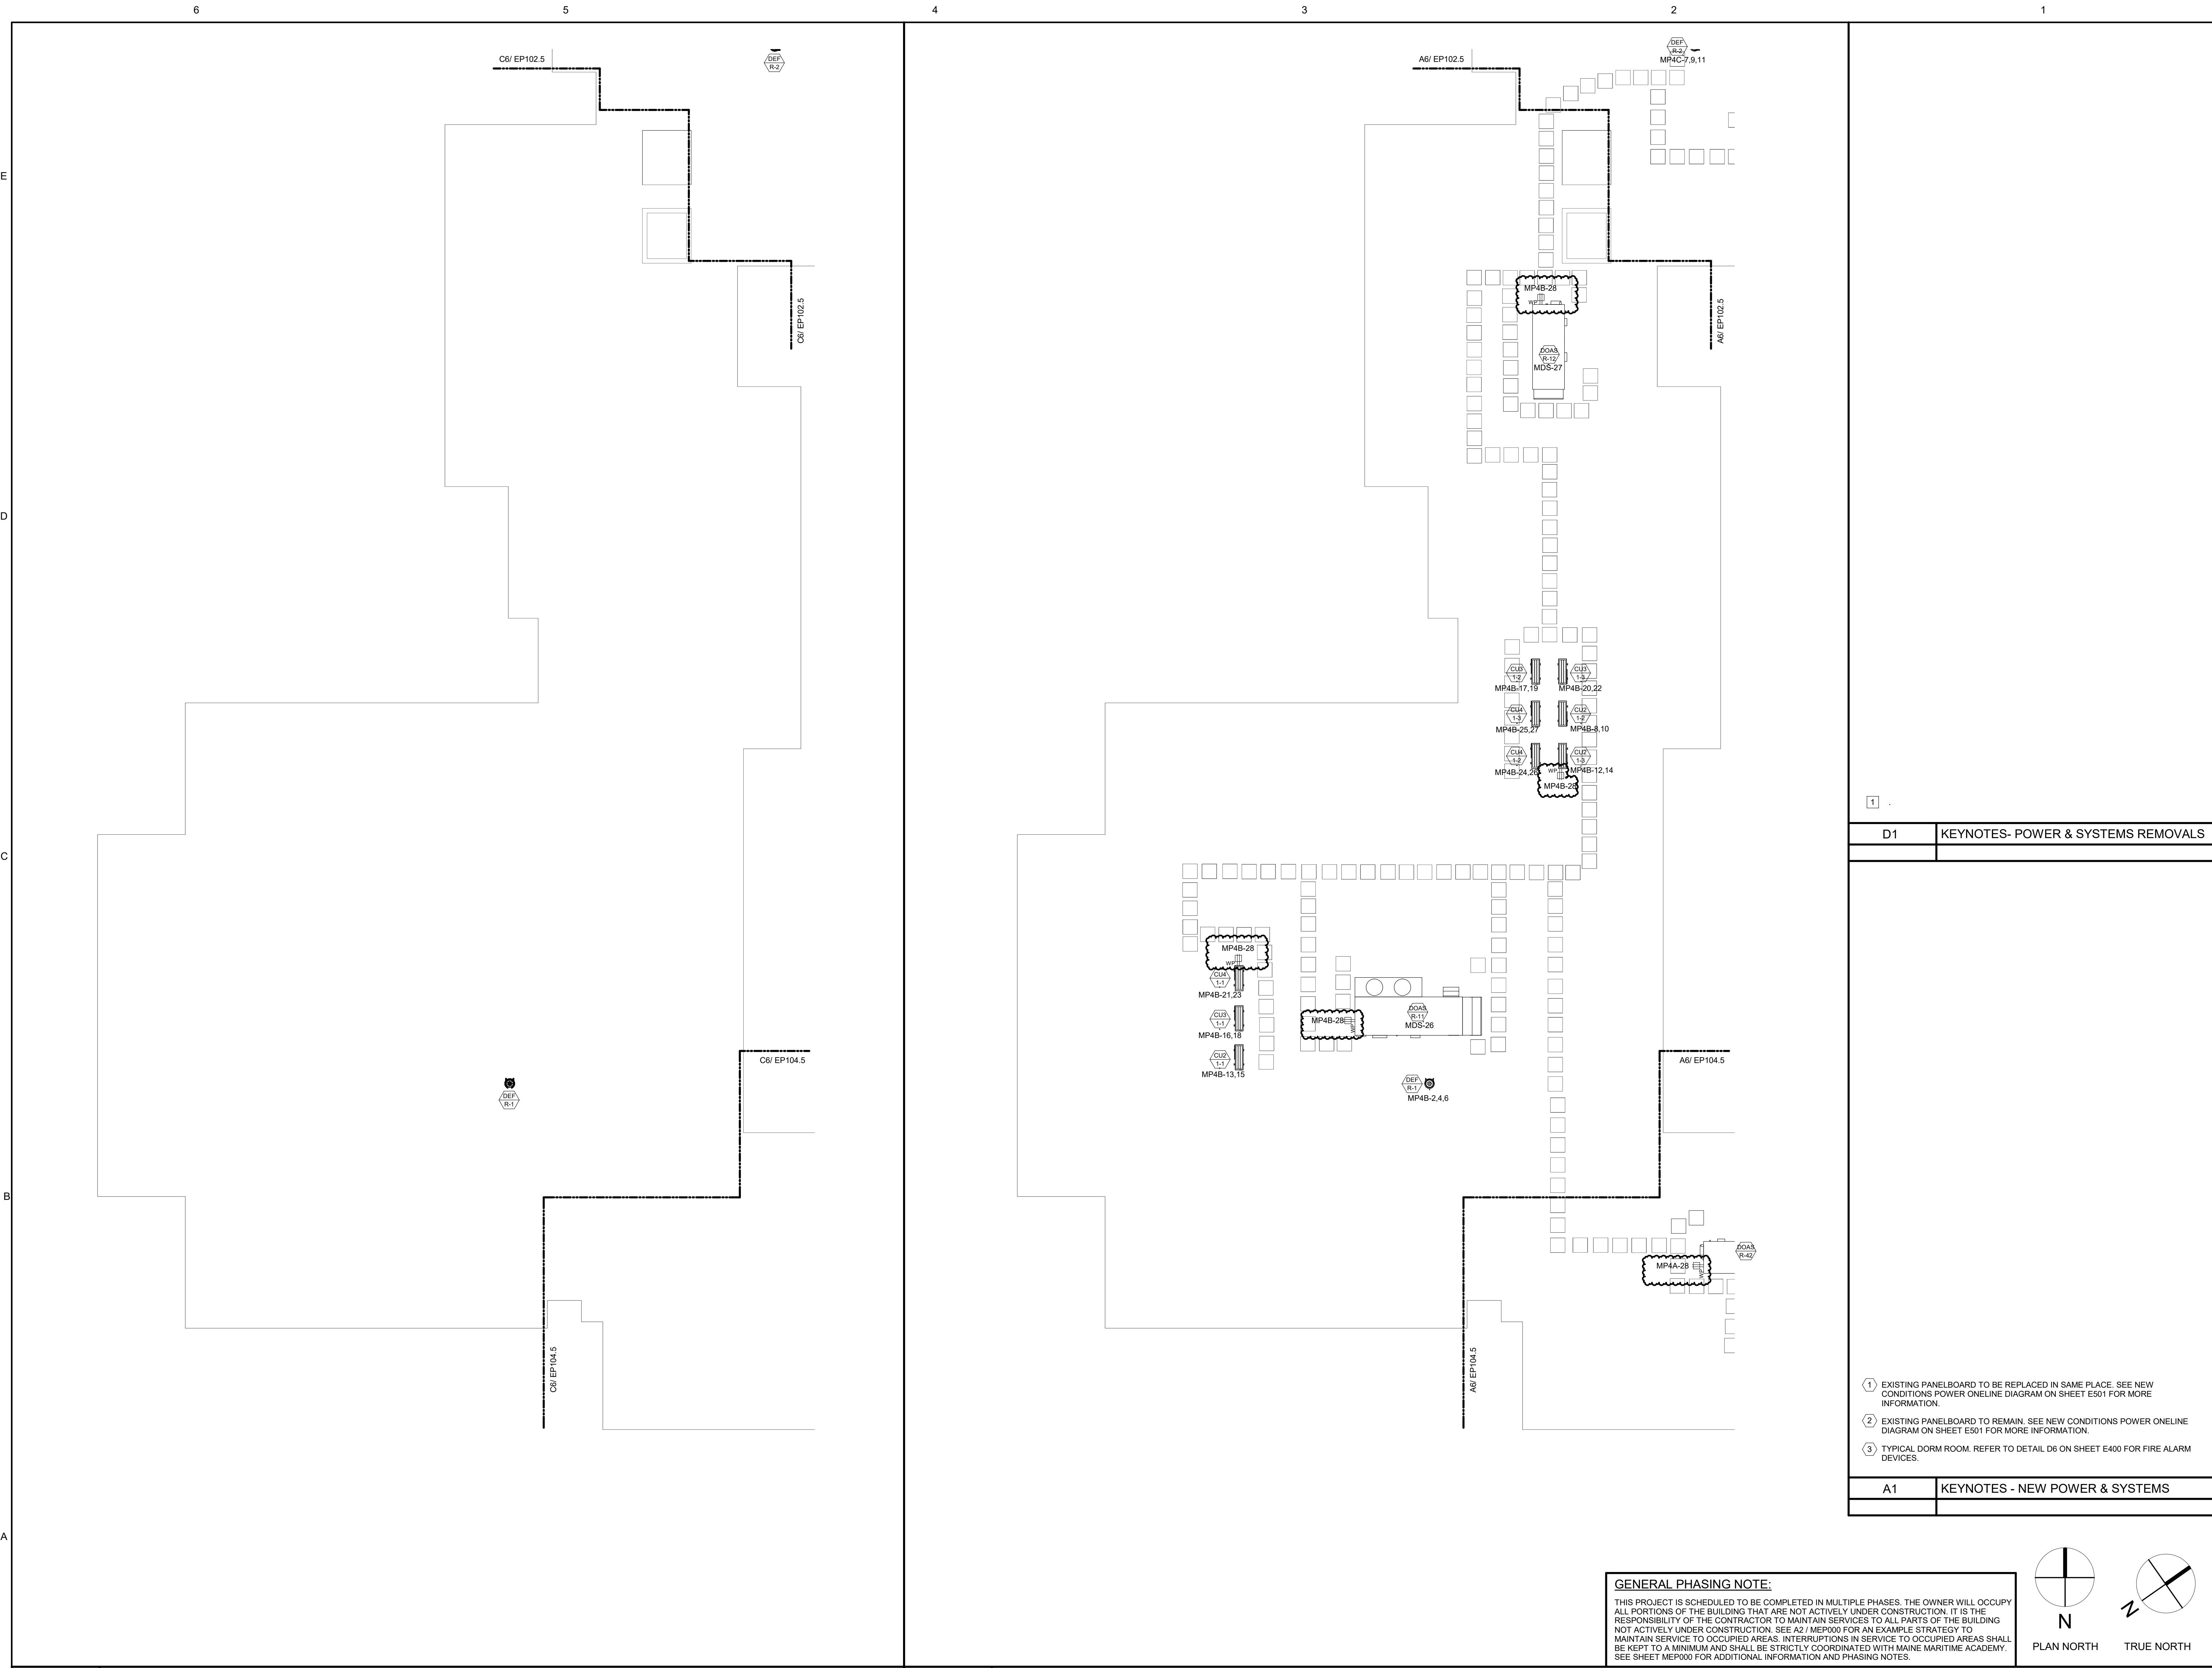 6
5
4
3
2
1
E
D
C
B
A
C6/ EP102.5
DEF
R-2
C6/ EP102.5
C6/ EP104.5
DEF
R-1
C6/ EP104.5
A6/ EP102.5
DEF
R-2
MP4C-7,9,11
MP4B-28
WP
A6/ EP102.5
DOAS
R-12
MDS-27
CU3
1-2
MP4B-17,19
CU3
1-3
MP4B-20,22
CU4
1-3
MP4B-25,27
CU2
1-2
MP4B-8,10
CU4
1-2
MP4B-24,26
CU2
1-3
MP4B-12,14
WP
MP4B-28
MP4B-28
WP
CU4
1-1
MP4B-21,23
CU3
1-1
MP4B-16,18
CU2
1-1
MP4B-13,15
DOAS
R-11
MDS-26
MP4B-28
WP
DEF
R-1
MP4B-2,4,6
A6/ EP104.5
DOAS
R-42
MP4A-28
WP
A6/ EP104.5
1 .
D1 KEYNOTES- POWER & SYSTEMS REMOVALS
1 EXISTING PANELBOARD TO BE REPLACED IN SAME PLACE. SEE NEW
CONDITIONS POWER ONELINE DIAGRAM ON SHEET E501 FOR MORE
INFORMATION.
2 EXISTING PANELBOARD TO REMAIN. SEE NEW CONDITIONS POWER ONELINE
DIAGRAM ON SHEET E501 FOR MORE INFORMATION.
3 TYPICAL DORM ROOM. REFER TO DETAIL D6 ON SHEET E400 FOR FIRE ALARM
DEVICES.
A1 KEYNOTES - NEW POWER & SYSTEMS
GENERAL PHASING NOTE:
THIS PROJECT IS SCHEDULED TO BE COMPLETED IN MULTIPLE PHASES. THE OWNER WILL OCCUPY
ALL PORTIONS OF THE BUILDING THAT ARE NOT ACTIVELY UNDER CONSTRUCTION. IT IS THE
RESPONSIBILITY OF THE CONTRACTOR TO MAINTAIN SERVICES TO ALL PARTS OF THE BUILDING
NOT ACTIVELY UNDER CONSTRUCTION. SEE A2 / MEP000 FOR AN EXAMPLE STRATEGY TO
MAINTAIN SERVICE TO OCCUPIED AREAS. INTERRUPTIONS IN SERVICE TO OCCUPIED AREAS SHALL
BE KEPT TO A MINIMUM AND SHALL BE STRICTLY COORDINATED WITH MAINE MARITIME ACADEMY.
SEE SHEET MEP000 FOR ADDITIONAL INFORMATION AND PHASING NOTES.
N
PLAN NORTH
N
TRUE NORTH